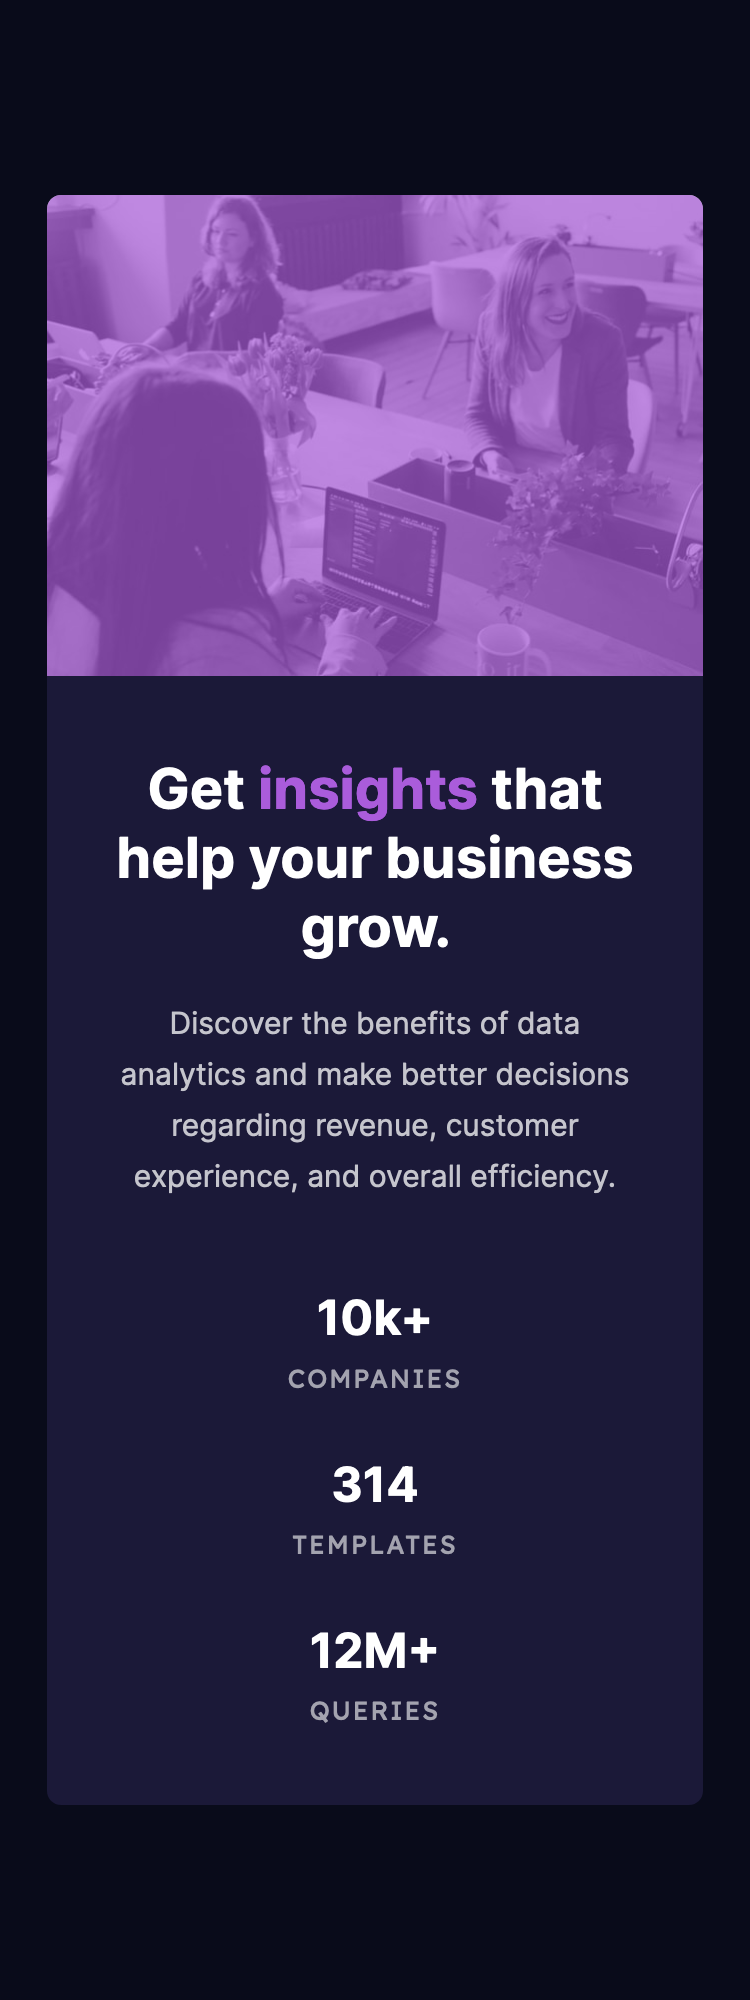 Get insights that
help your business
grow.
Discover the benefits of data
analytics and make better decisions
regarding revenue, customer
experience, and overall efficiency.
10k+
COMPANIES
314
TEMPLATES
12M+
QUERIES